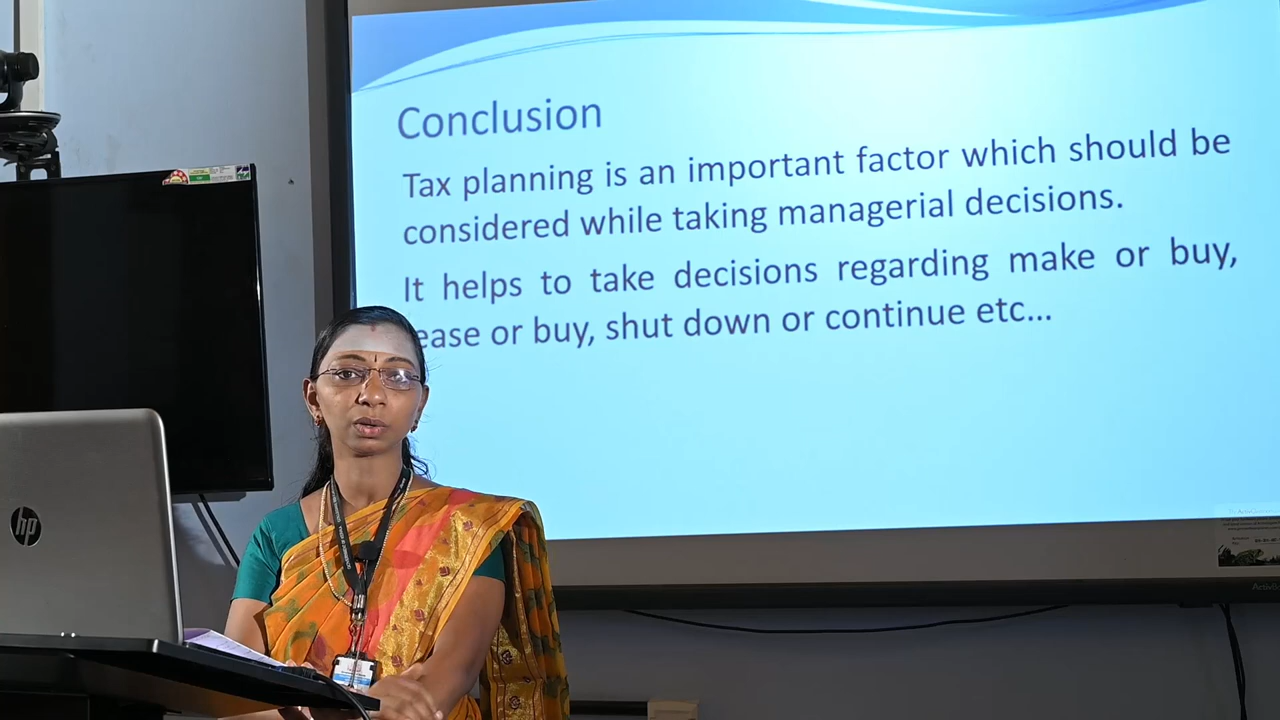 Conclusion
Tax planning is an important factor which should be
considered while taking managerial decisions.
It helps to take decisions regarding make or buy,
ease or buy, shut down or continue etc...
hp